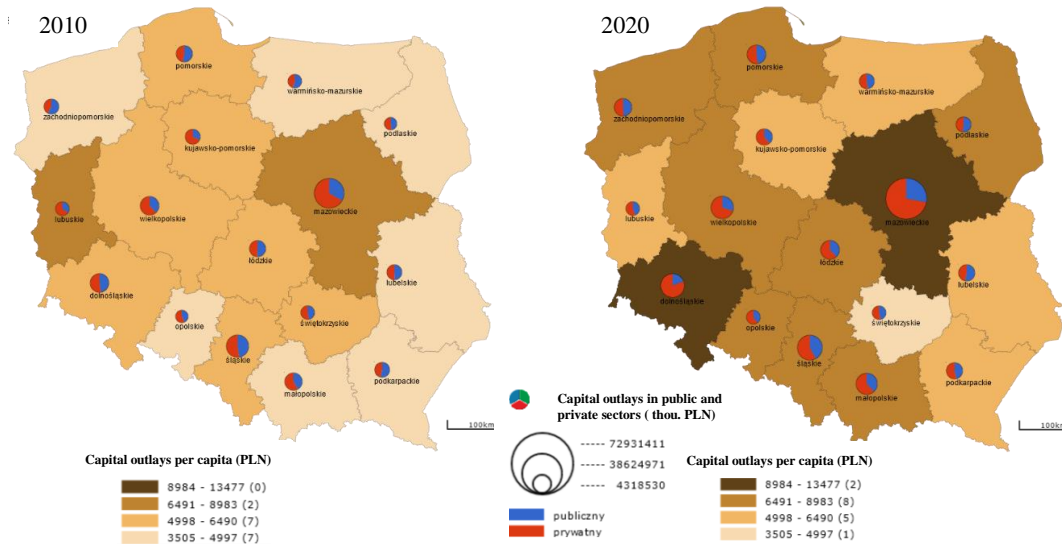 2010
pomorskie
warmińsko-mazurskie
zachodniopomorskie
podlaskie
kujawsko-pomorskie
lubuskie
wielkopolskie
mazowieckie
łódzkie
lubelskie
dolnośląskie
opolskie
świętokrzyskie
śląskie
małopolskie
podkarpackie
100km
Capital outlays per capita (PLN)
8984 - 13477 (0)
6491 - 8983 (2)
4998 - 6490 (7)
3505 - 4997 (7)
Capital outlays in public and
private sectors ( thou. PLN)
72931411
38624971
4318530
publiczny
prywatny
2020
pomorskie
warmińsko-mazurskie
zachodniopomorskie
podlaskie
kujawsko-pomorskie
lubuskie
wielkopolskie
mazowieckie
łódzkie
lubelskie
dolnośląskie
opolskie
świętokrzyskie
śląskie
małopolskie
podkarpackie
100km
Capital outlays per capita (PLN)
8984 - 13477 (2)
6491 - 8983 (8)
4998 - 6490 (5)
3505 - 4997 (1)